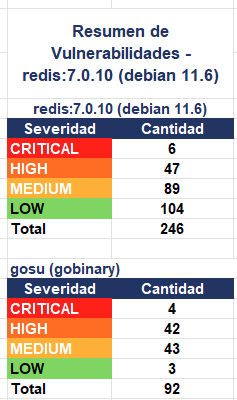 Resumen de
Vulnerabilidades -
redis:7.0.10 (debian 11.6)
redis:7.0.10 (debian 11.6)
Severidad Cantidad
CRITICAL 6
HIGH 47
MEDIUM 89
LOW 104
Total 246
gosu (gobinary)
Severidad Cantidad
CRITICAL 4
HIGH 42
MEDIUM 43
LOW 3
Total 92